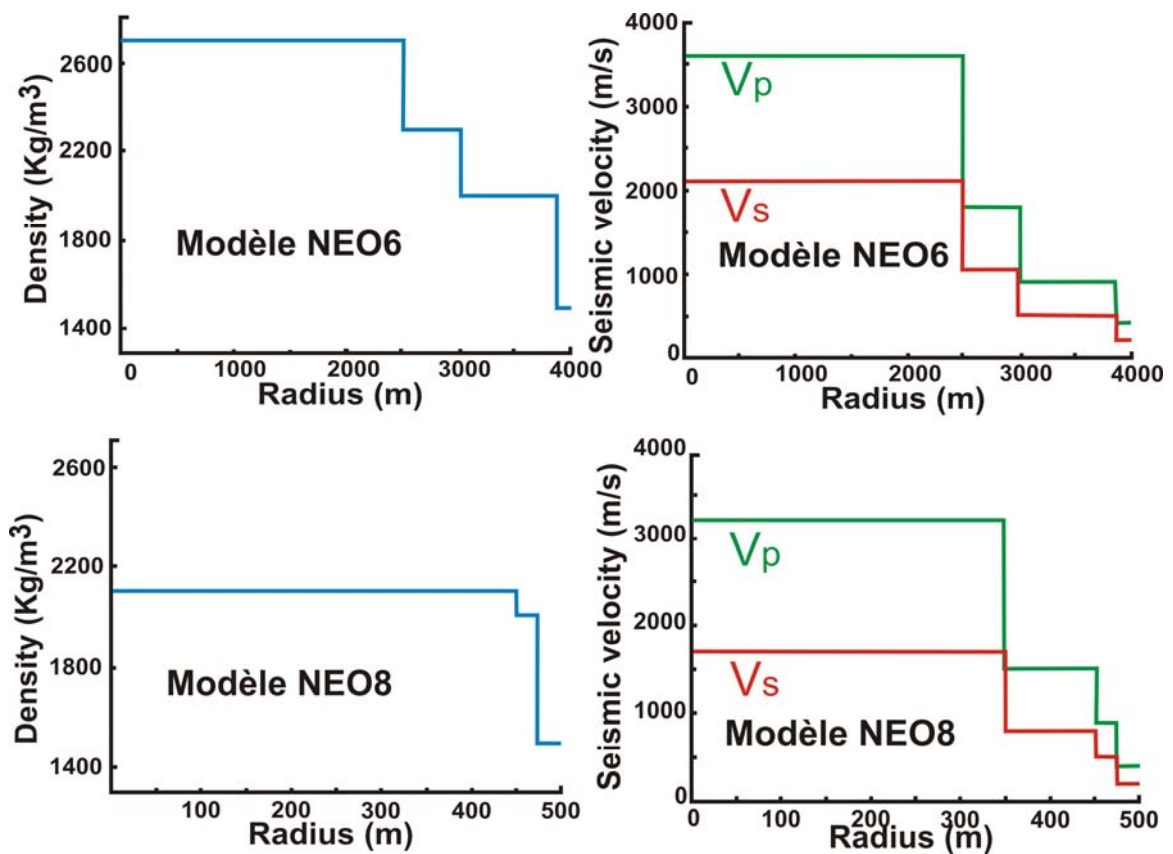 Density (Kg/m³)
2600
2200
1800
1400
Modèle NEO6
0 1000 2000 3000 4000
Radius (m)
Seismic velocity (m/s)
4000
3000
2000
1000
0
Vp
Vs
Modèle NEO6
0 1000 2000 3000 4000
Radius (m)
Density (Kg/m³)
2600
2200
1800
1400
Modèle NEO8
100 200 300 400 500
Radius (m)
Seismic velocity (m/s)
4000
3000
2000
1000
0
Vp
Vs
Modèle NEO8
0 100 200 300 400 500
Radius (m)